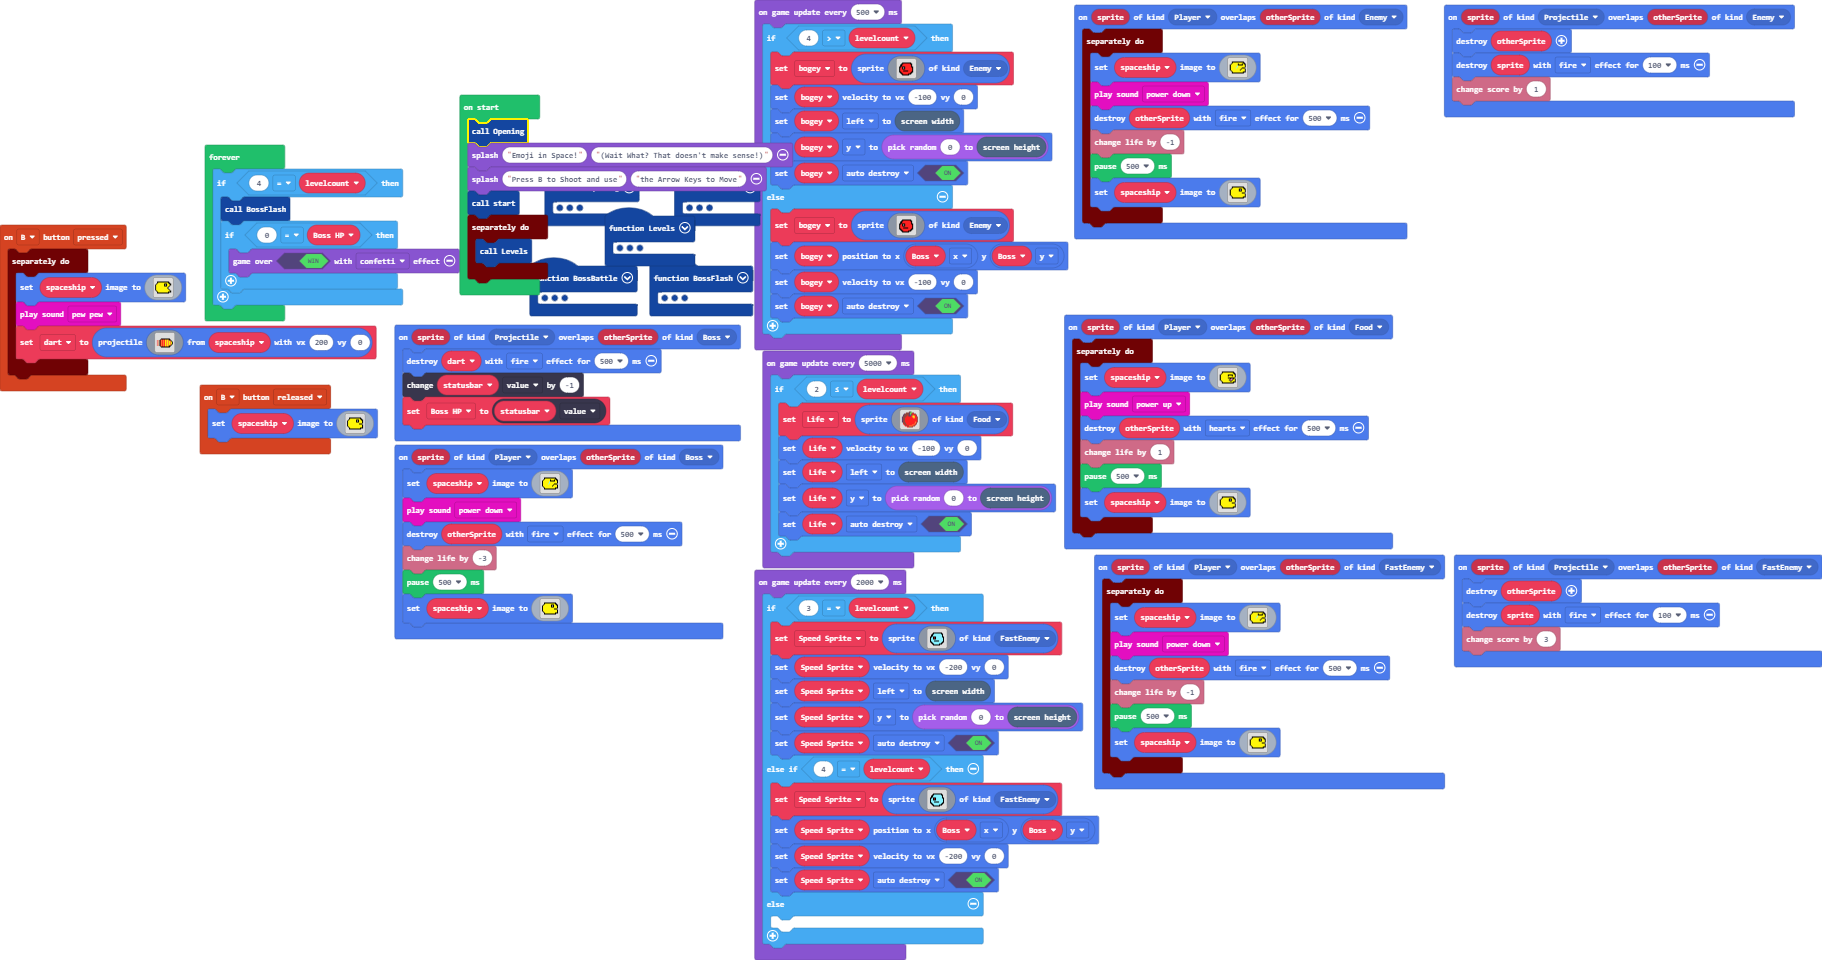 on B button pressed
separately do
set spaceship image to
play sound pew pew
set dart to projectile from spaceship with vx 200 vy 0
forever
if 4 = levelcount then
call BossFlash
if 0 = Boss HP then
game over WIN with confetti effect
on B button released
set spaceship image to
on start
call Opening
splash "Emoji in Space!" "(Wait What? That doesn't make sense!)"
splash "Press B to Shoot and use" "the Arrow Keys to Move"
call start
separately do
call Levels
function Levels
ction BossBattle
function BossFlash
on sprite of kind Projectile overlaps otherSprite of kind Boss
destroy dart with fire effect for 500 ms
change statusbar value by -1
set Boss HP to statusbar value
on sprite of kind Player overlaps otherSprite of kind Boss
set spaceship image to
play sound power down
destroy otherSprite with fire effect for 500 ms
change life by -3
pause 500 ms
set spaceship image to
on game update every 500 ms
if 4 > levelcount then
set bogey to sprite of kind Enemy
set bogey velocity to vx -100 vy 0
set bogey left to screen width
bogey y to pick random 0 to screen height
set bogey auto destroy ON
else
set bogey to sprite of kind Enemy
set bogey position to x Boss x y Boss y
set bogey velocity to vx -100 vy 0
set bogey auto destroy ON
on game update every 5000 ms
if 2 ≤ levelcount then
set Life to sprite of kind Food
set Life velocity to vx -100 vy 0
set Life left to screen width
set Life y to pick random 0 to screen height
set Life auto destroy ON
on game update every 2000 ms
if 3 = levelcount then
set Speed Sprite to sprite of kind FastEnemy
set Speed Sprite velocity to vx -200 vy 0
set Speed Sprite left to screen width
set Speed Sprite y to pick random 0 to screen height
set Speed Sprite auto destroy ON
else if 4 = levelcount then
set Speed Sprite to sprite of kind FastEnemy
set Speed Sprite position to x Boss x y Boss y
set Speed Sprite velocity to vx -200 vy 0
set Speed Sprite auto destroy ON
else
on sprite of kind Player overlaps otherSprite of kind Enemy
separately do
set spaceship image to
play sound power down
destroy otherSprite with fire effect for 500 ms
change life by -1
pause 500 ms
set spaceship image to
on sprite of kind Projectile overlaps otherSprite of kind Enemy
destroy otherSprite
destroy sprite with fire effect for 100 ms
change score by 1
on sprite of kind Player overlaps otherSprite of kind Food
separately do
set spaceship image to
play sound power up
destroy otherSprite with hearts effect for 500 ms
change life by 1
pause 500 ms
set spaceship image to
on sprite of kind Player overlaps otherSprite of kind FastEnemy
separately do
set spaceship image to
play sound power down
destroy otherSprite with fire effect for 500 ms
change life by -1
pause 500 ms
set spaceship image to
on sprite of kind Projectile overlaps otherSprite of kind FastEnemy
destroy otherSprite
destroy sprite with fire effect for 100 ms
change score by 3